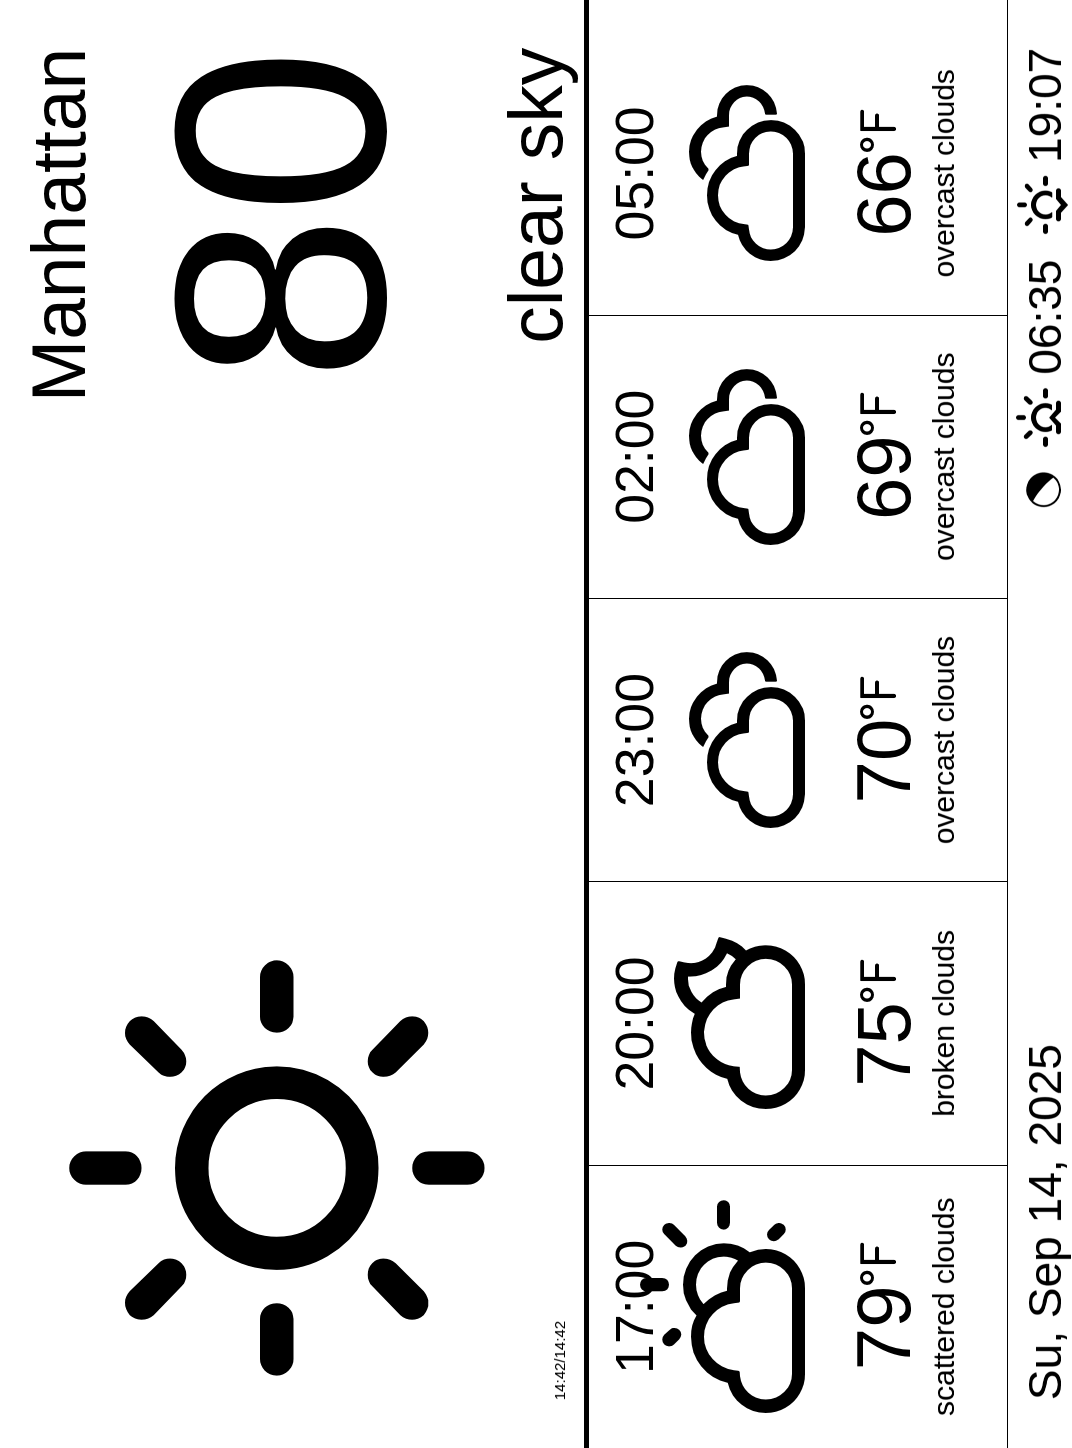 Manhattan
80
clear sky
14:42/14:42
17:00
79°F
scattered clouds
20:00
75°F
broken clouds
23:00
70°F
overcast clouds
02:00
69°F
overcast clouds
05:00
66°F
overcast clouds
Su, Sep 14, 2025
06:35
19:07